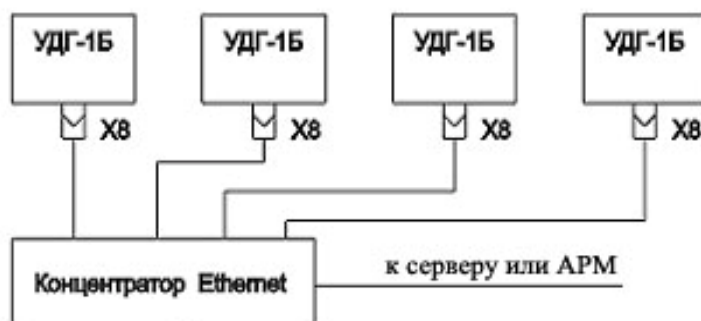 УДГ-1Б УДГ-1Б УДГ-1Б УДГ-1Б
X8 X8 X8 X8
к серверу или АРМ
Концентратор Ethernet